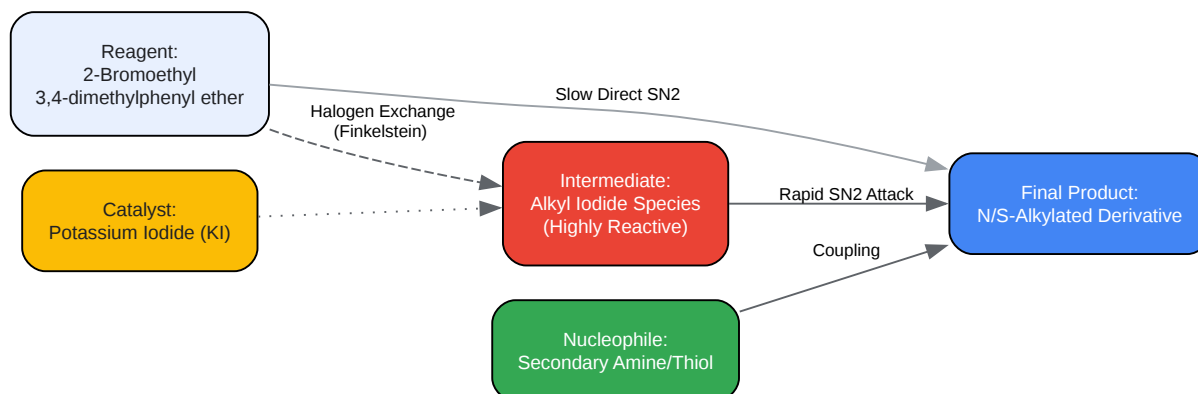 Reagent:
2-Bromoethyl
3,4-dimethylphenyl ether
Slow Direct SN2
Halogen Exchange
(Finkelstein)
Catalyst:
Potassium Iodide (KI)
Intermediate:
Alkyl Iodide Species
(Highly Reactive)
Rapid SN2 Attack
Final Product:
N/S-Alkylated Derivative
Coupling
Nucleophile:
Secondary Amine/Thiol